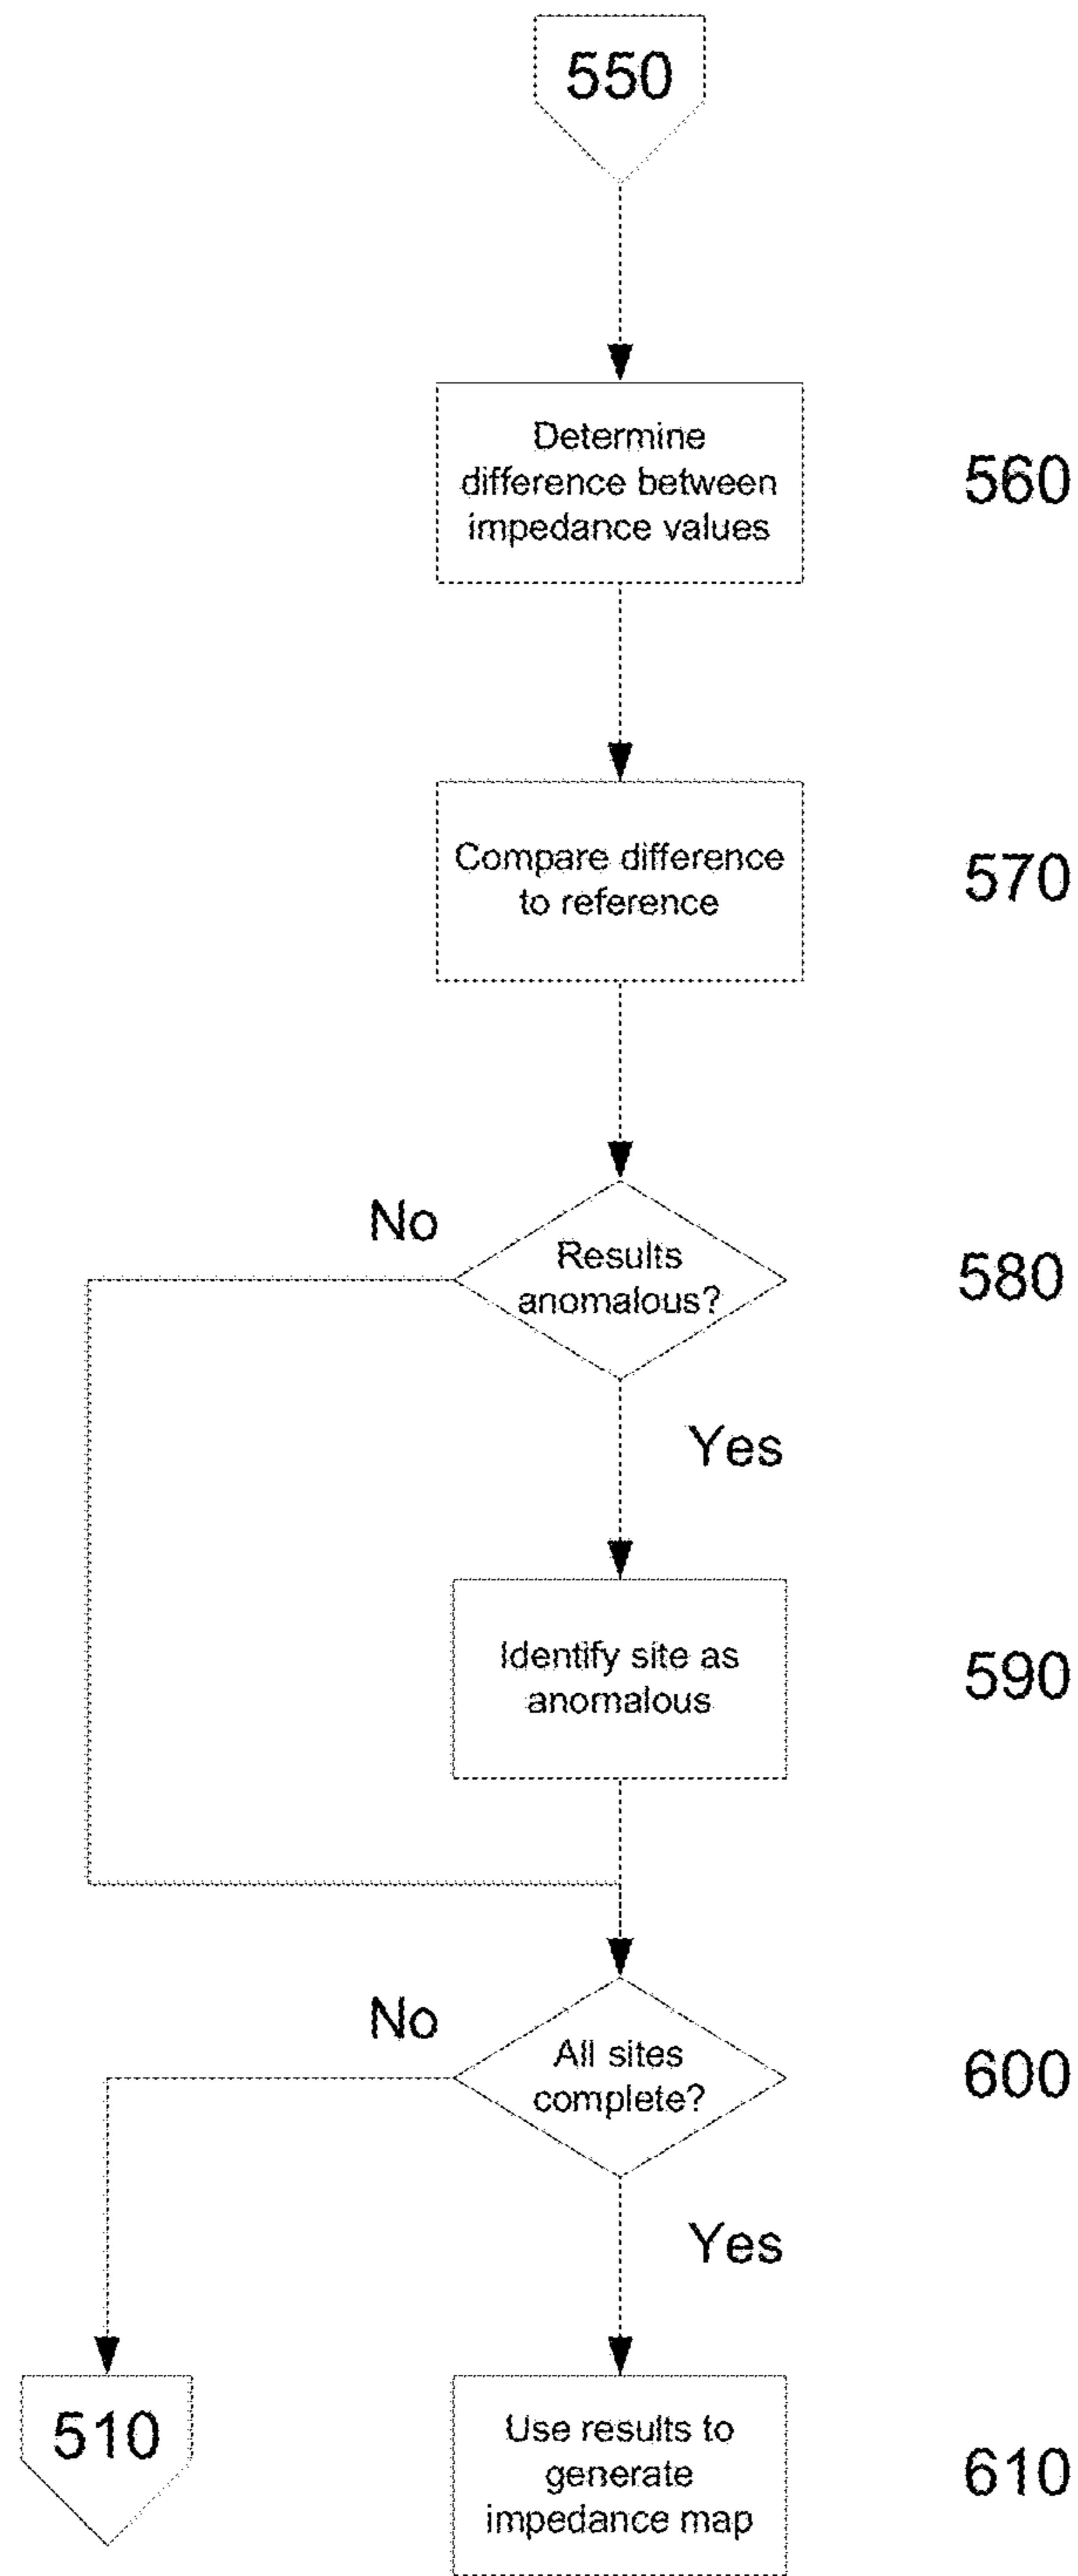 550
Determine
difference between
impedance values
560
Compare difference
to reference
570
No
Results
anomalous?
580
Yes
Identify site as
anomalous
590
No
All sites
complete?
600
Yes
510
Use results to
generate
impedance map
610